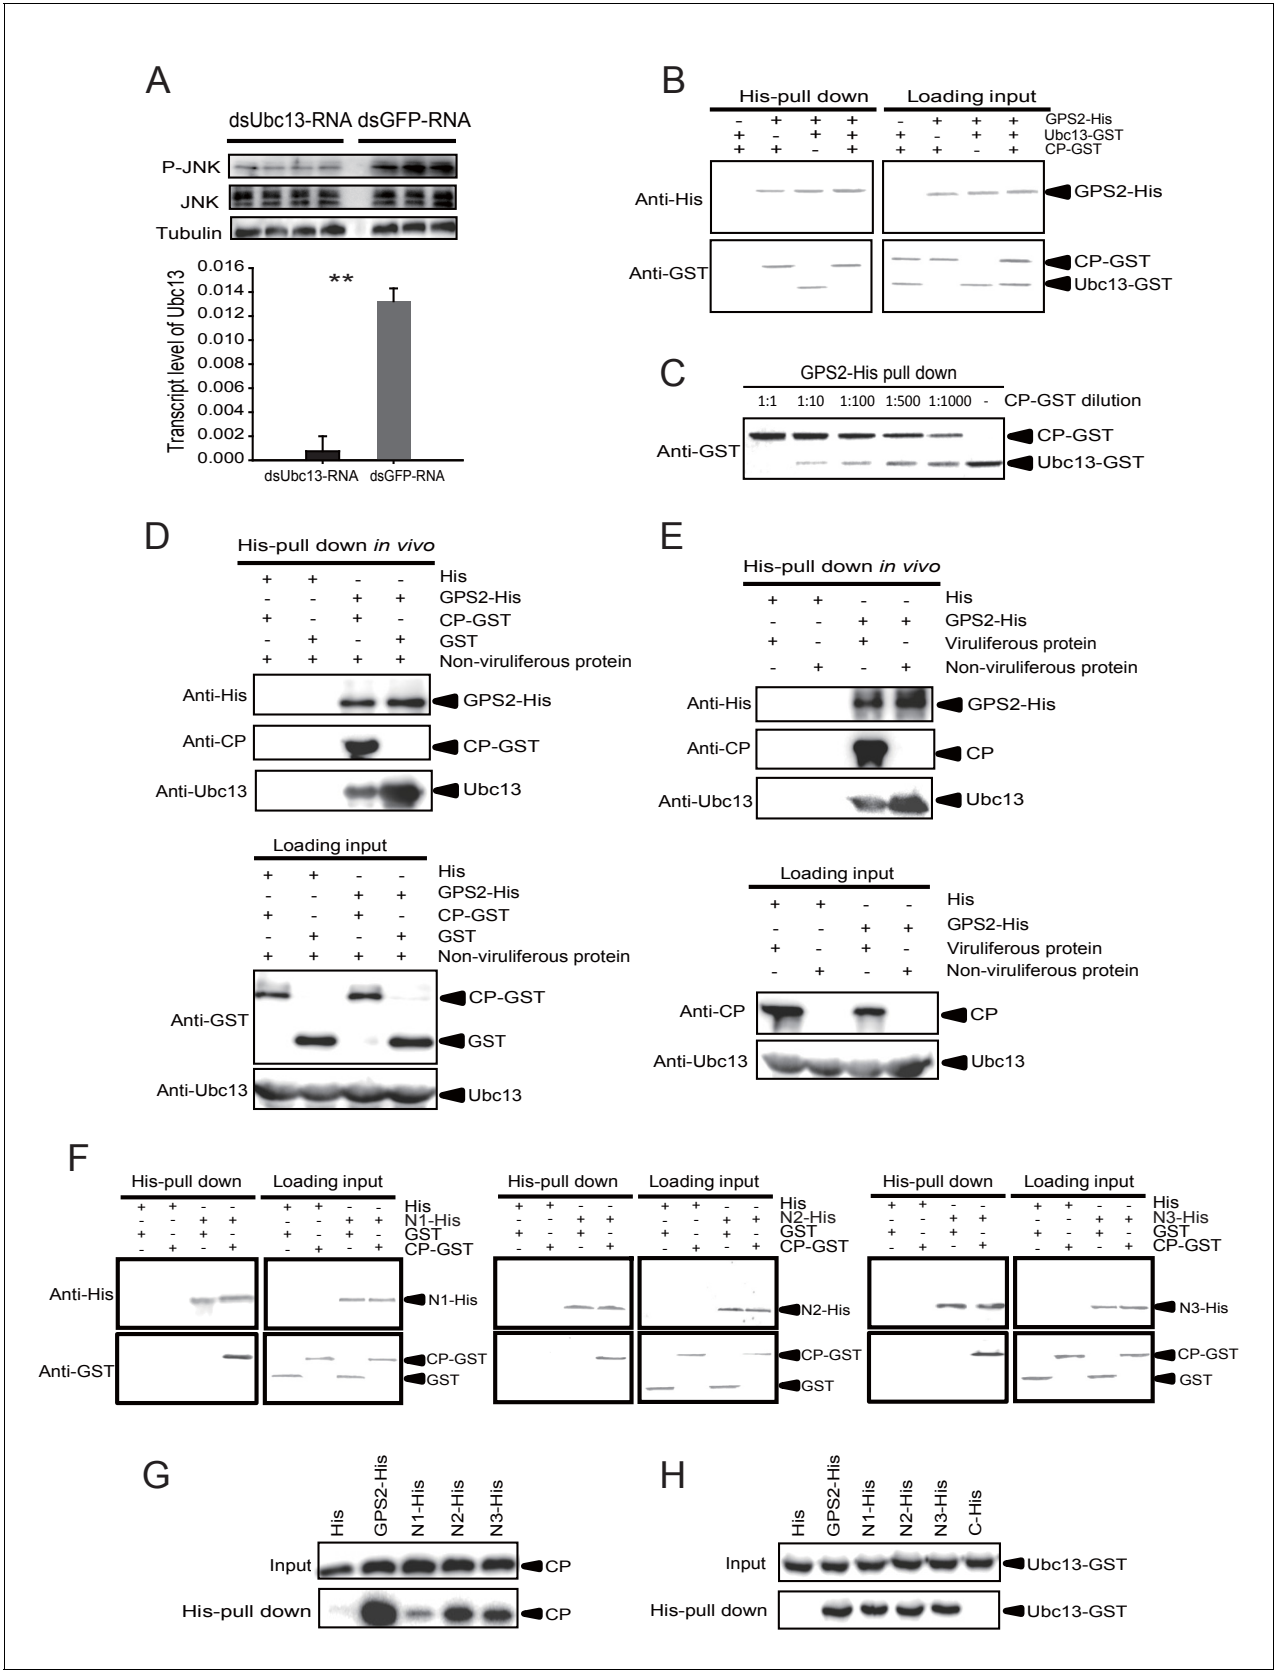 A
dsUbc13-RNA dsGFP-RNA
P-JNK
JNK
Tubulin
Transcript level of Ubc13
0.016
0.014
0.012
0.010
0.008
0.006
0.004
0.002
0.000
**
dsUbc13-RNA dsGFP-RNA
B
His-pull down Loading input
- + + + - + + + GPS2-His
+ - + + + - + + Ubc13-GST
+ + - + + + - + CP-GST
Anti-His GPS2-His
Anti-GST CP-GST
Ubc13-GST
C
GPS2-His pull down
1:1 1:10 1:100 1:500 1:1000 - CP-GST dilution
Anti-GST CP-GST
Ubc13-GST
D
His-pull down in vivo
+ + - - His
- - + + GPS2-His
+ - + - CP-GST
- + - + GST
+ + + + Non-viruliferous protein
Anti-His GPS2-His
Anti-CP CP-GST
Anti-Ubc13 Ubc13
Loading input
+ + - - His
- - + + GPS2-His
+ - + - CP-GST
- + - + GST
+ + + + Non-viruliferous protein
Anti-GST CP-GST
GST
Anti-Ubc13 Ubc13
E
His-pull down in vivo
+ + - - His
- - + + GPS2-His
+ - + - Viruliferous protein
- + - + Non-viruliferous protein
Anti-His GPS2-His
Anti-CP CP
Anti-Ubc13 Ubc13
Loading input
+ + - - His
- - + + GPS2-His
+ - + - Viruliferous protein
- + - + Non-viruliferous protein
Anti-CP CP
Anti-Ubc13 Ubc13
F
His-pull down Loading input
+ + - - + + - - His
- - + + - - + + N1-His
+ - + - + - + - GST
- + - + - + - + CP-GST
Anti-His N1-His
Anti-GST CP-GST
GST
His-pull down Loading input
+ + - - + + - - His
- - + + - - + + N2-His
+ - + - + - + - GST
- + - + - + - + CP-GST
N2-His
CP-GST
GST
His-pull down Loading input
+ + - - + + - - His
- - + + - - + + N3-His
+ - + - + - + - GST
- + - + - + - + CP-GST
N3-His
CP-GST
GST
G
His GPS2-His N1-His N2-His N3-His
Input CP
His-pull down CP
H
His GPS2-His N1-His N2-His N3-His C-His
Input Ubc13-GST
His-pull down Ubc13-GST